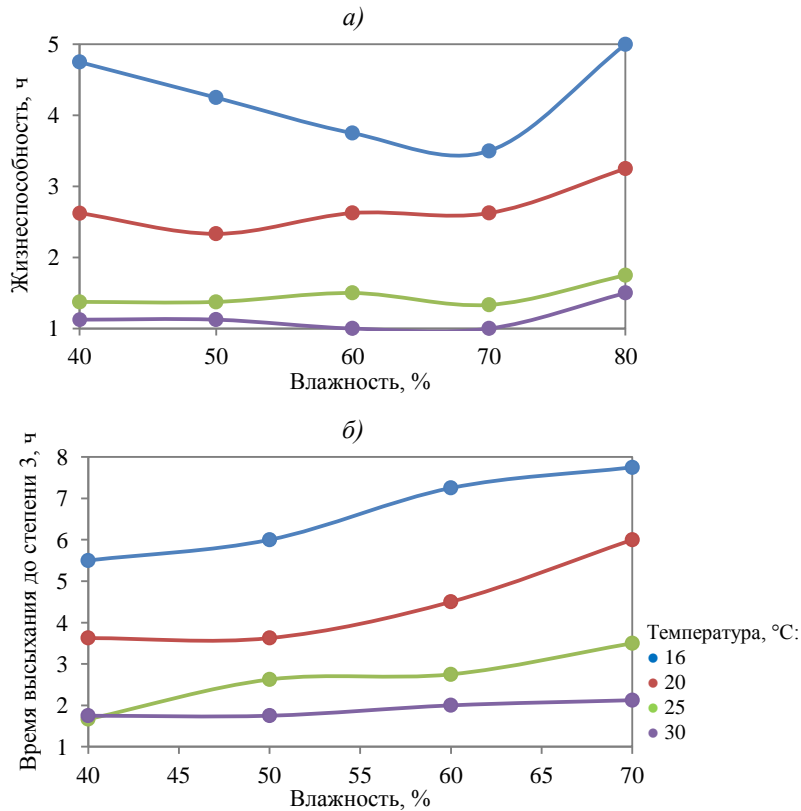 а)
Жизнеспособность, ч
5
4
3
2
1
40 50 60 70 80
Влажность, %
б)
Время высыхания до степени 3, ч
8
7
6
5
4
3
2
1
40 45 50 55 60 65 70
Влажность, %
Температура, °С:
16
20
25
30